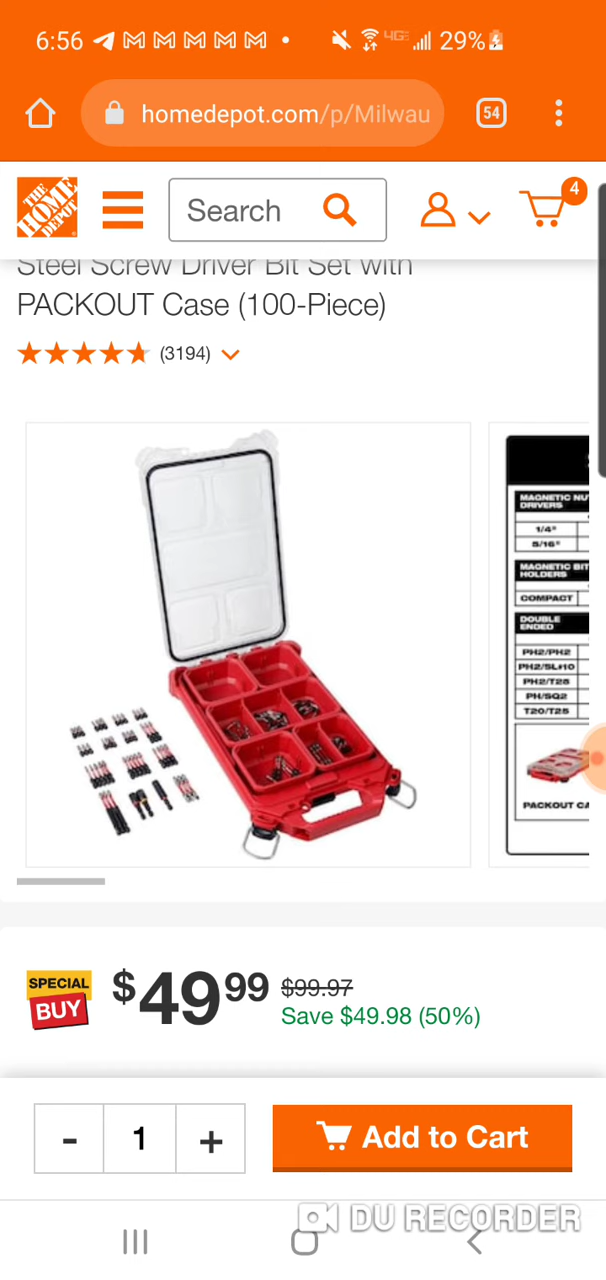 6:56
4GE
29%
homedepot.com/p/Milwau
54
THE HOME DEPOT
Search
4
Steel Screw Driver Bit Set with
PACKOUT Case (100-Piece)
(3194)
MAGNETIC NU
DRIVERS
1/4"
5/16"
MAGNETIC BIT
HOLDERS
COMPACT
DOUBLE
ENDED
PH2/PH2
PH2/SL#10
PH2/T25
PH/SQ2
T20/T25
PACKOUT CA
SPECIAL
BUY
$49.99
$99.97
Save $49.98 (50%)
-
1
+
Add to Cart
DU RECORDER